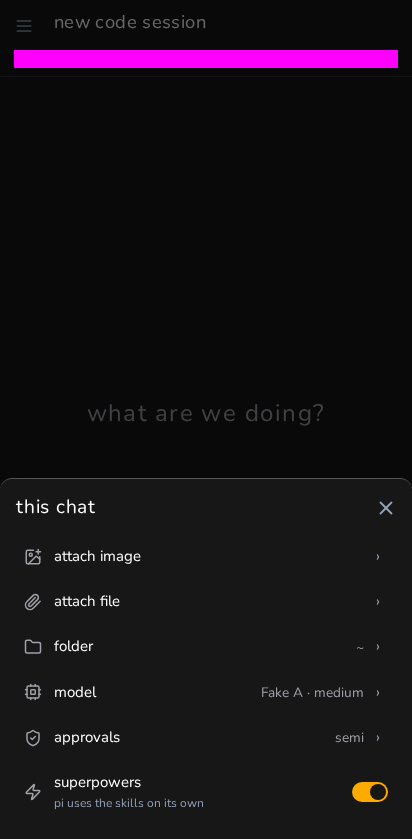 new code session
what are we doing?
this chat
attach image ›
attach file ›
folder ~ ›
model Fake A · medium ›
approvals semi ›
superpowers
pi uses the skills on its own